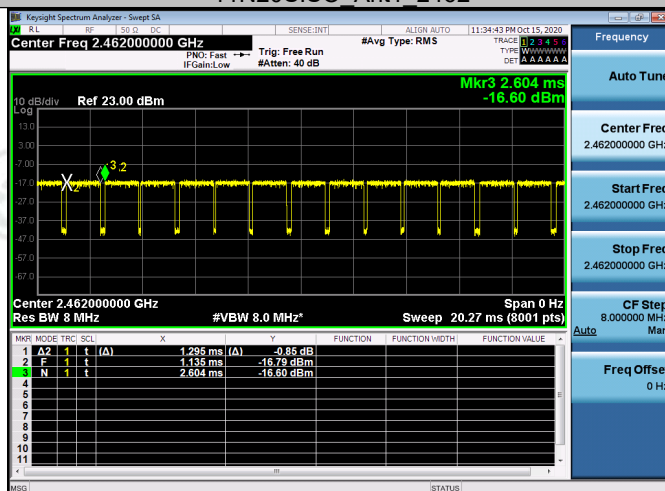 Keysight Spectrum Analyzer - Swept SA
RL RF 50 Ω DC SENSE:INT ALIGN AUTO 11:34:43 PM Oct 15, 2020
Center Freq 2.462000000 GHz
PNO: Fast
IFGain:Low
Trig: Free Run
#Atten: 40 dB
#Avg Type: RMS
TRACE 1 2 3 4 5 6
TYPE WWWWWW
DET A A A A A A
Frequency
Auto Tune
Center Freq
2.462000000 GHz
Start Freq
2.462000000 GHz
Stop Freq
2.462000000 GHz
CF Step
8.000000 MHz
Auto Man
Freq Offset
0 Hz
Mkr3 2.604 ms
-16.60 dBm
10 dB/div Ref 23.00 dBm
Log
13.0
3.00
-7.00
-17.0
-27.0
-37.0
-47.0
-57.0
-67.0
X2
3 2
Center 2.462000000 GHz Span 0 Hz
Res BW 8 MHz #VBW 8.0 MHz* Sweep 20.27 ms (8001 pts)
MKR MODE TRC SCL X Y FUNCTION FUNCTION WIDTH FUNCTION VALUE
1 Δ2 1 t (Δ) 1.295 ms (Δ) -0.85 dB
2 F 1 t 1.135 ms -16.79 dBm
3 N 1 t 2.604 ms -16.60 dBm
4
5
6
7
8
9
10
11
MSG STATUS